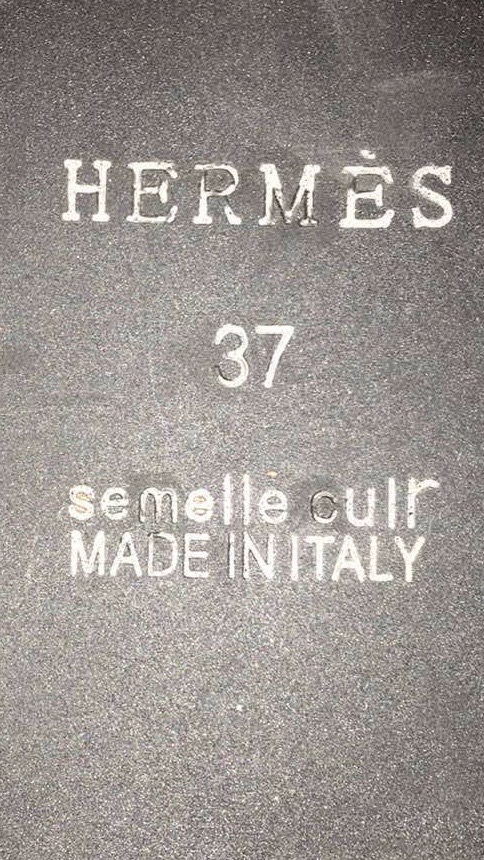 HERMÈS
37
semelle cuir
MADE IN ITALY